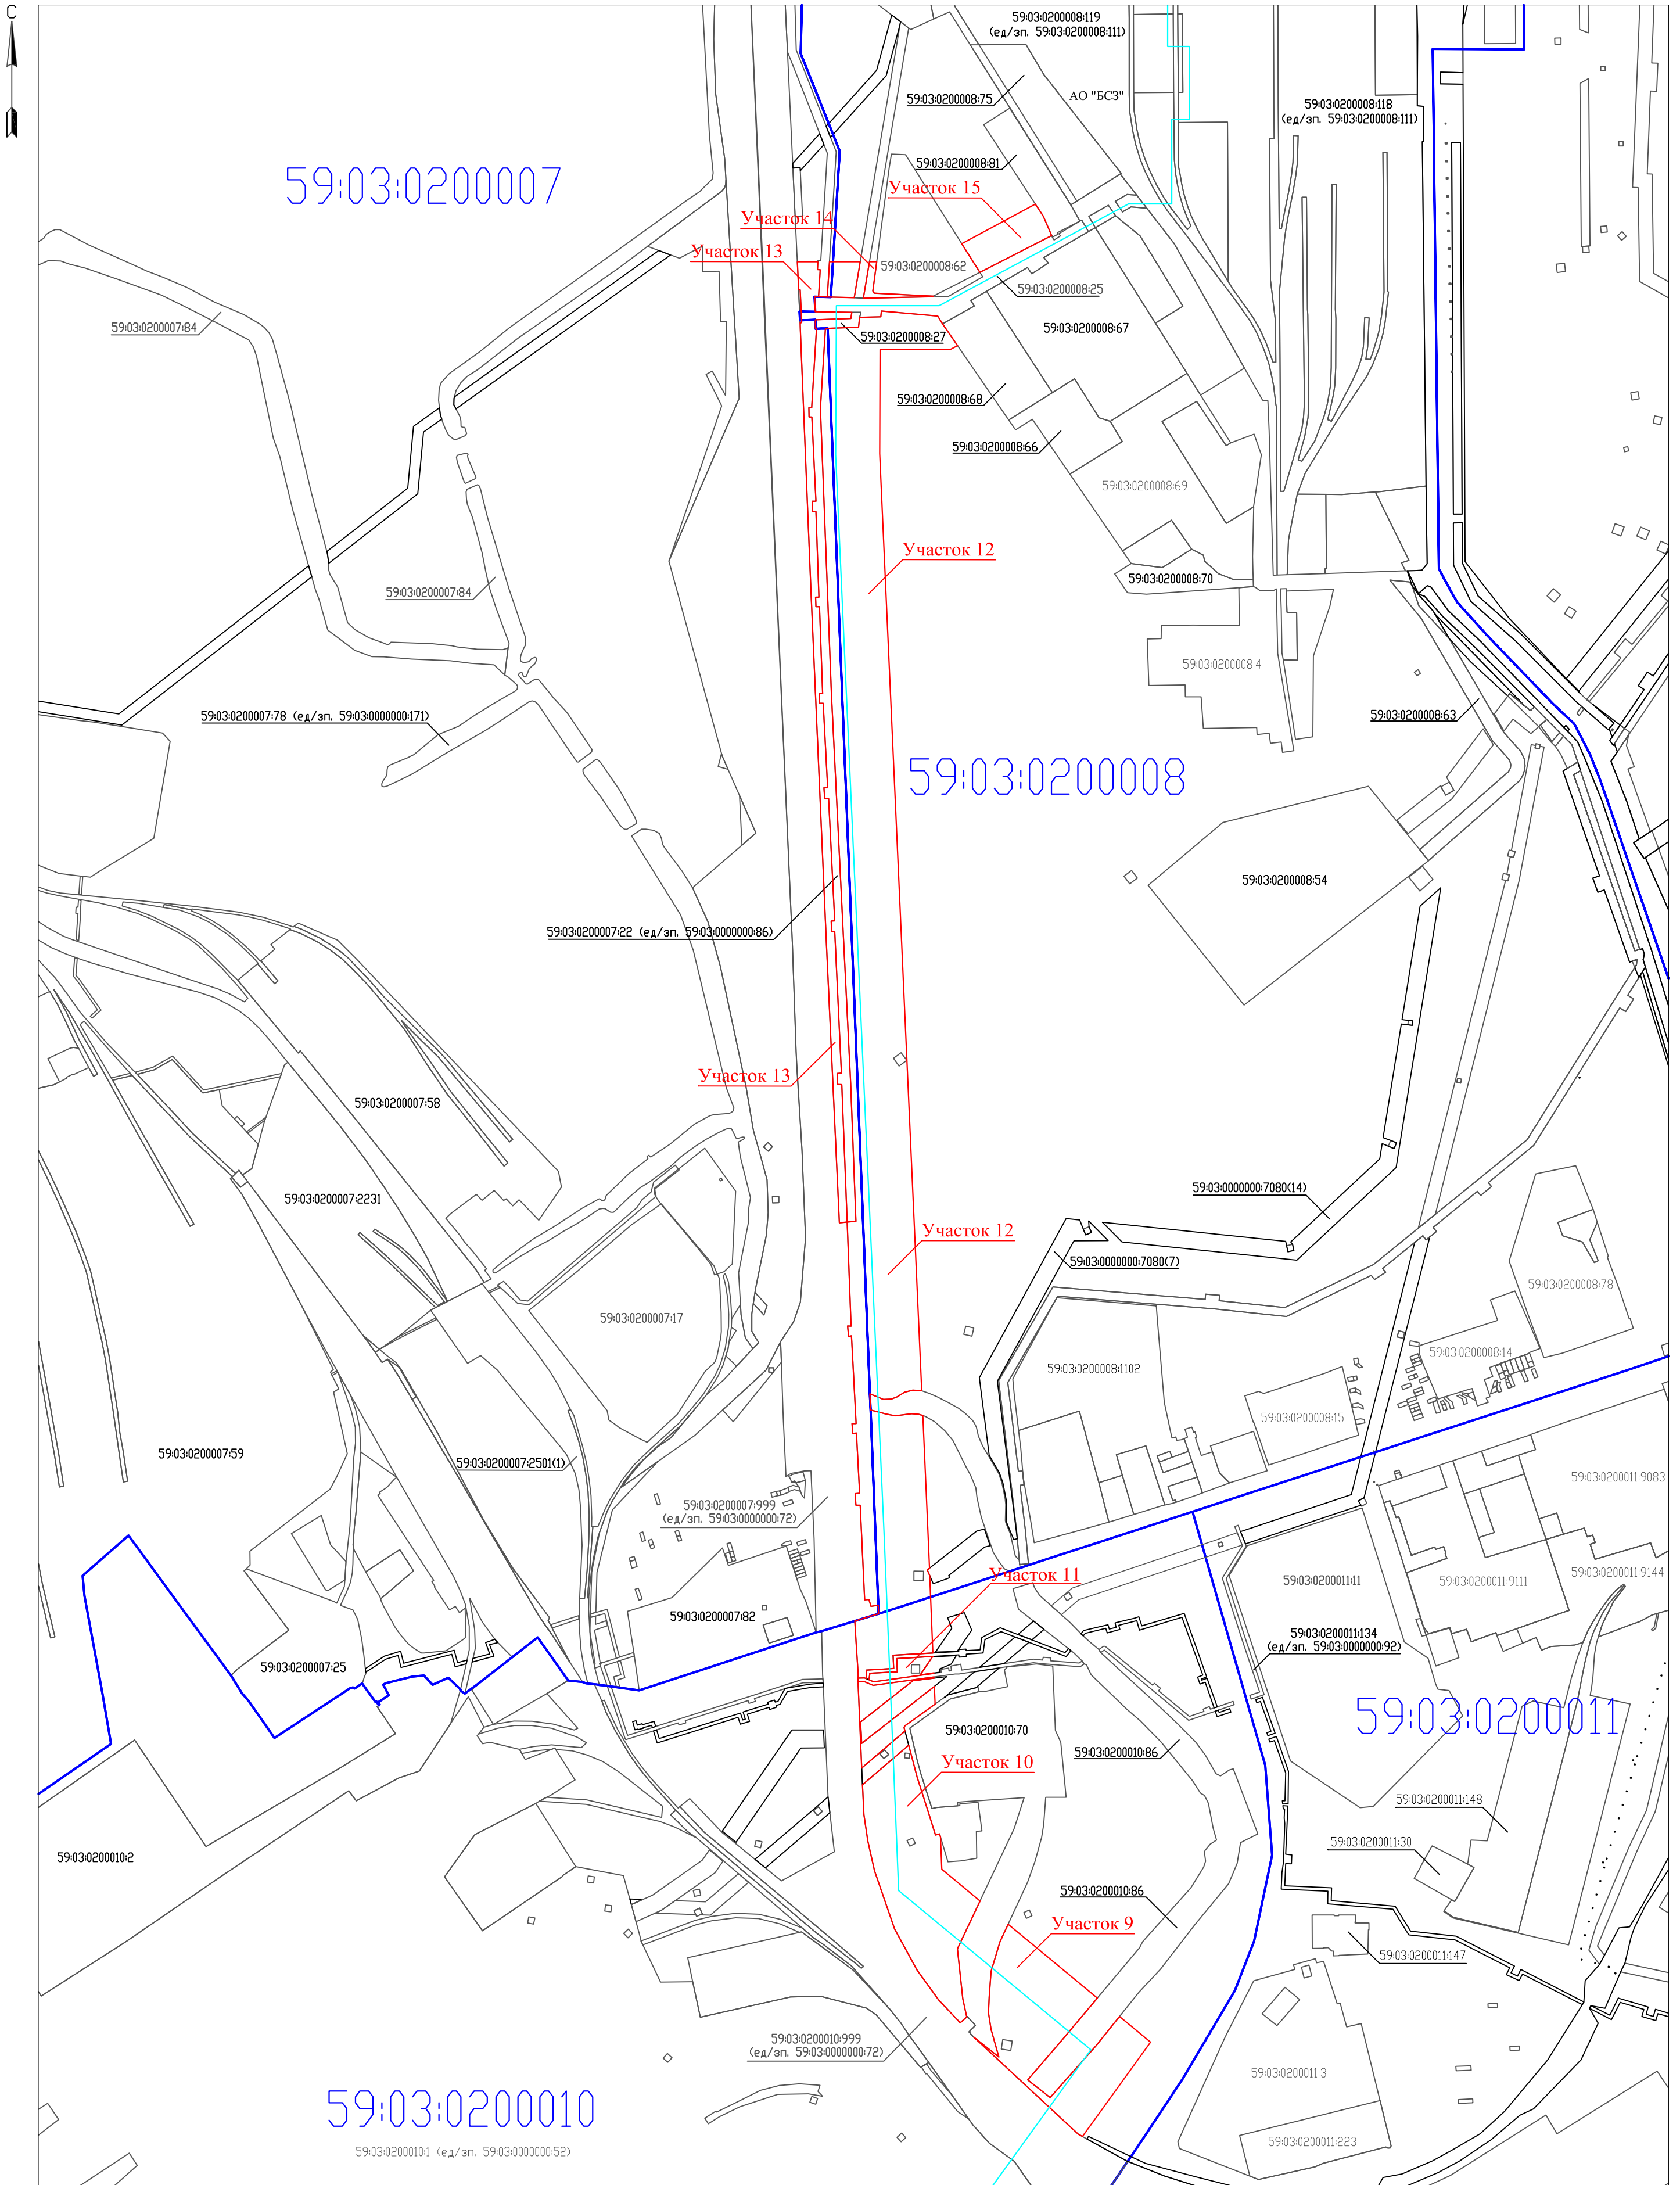 С
59:03:0200008:119
(ед/зп. 59:03:0200008:111)
59:03:0200008:75
АО "БСЗ"
59:03:0200008:118
(ед/зп. 59:03:0200008:111)
59:03:0200007
59:03:0200008:81
Участок 15
Участок 14
Участок 13
59:03:0200008:62
59:03:0200008:25
59:03:0200007:84
59:03:0200008:67
59:03:0200008:27
59:03:0200008:68
59:03:0200008:66
59:03:0200008:69
Участок 12
59:03:0200008:70
59:03:0200007:84
59:03:0200008:4
59:03:0200007:78 (ед/зп. 59:03:0000000:171)
59:03:0200008:63
59:03:0200008
59:03:0200008:54
59:03:0200007:22 (ед/зп. 59:03:0000000:86)
Участок 13
59:03:0200007:58
59:03:0200007:2231
59:03:0000000:7080(14)
Участок 12
59:03:0000000:7080(7)
59:03:0200008:78
59:03:0200007:17
59:03:0200008:14
59:03:0200008:1102
59:03:0200008:15
59:03:0200007:59
59:03:0200007:2501(1)
59:03:0200011:9083
59:03:0200007:999
(ед/зп. 59:03:0000000:72)
Участок 11
59:03:0200011:11
59:03:0200011:9111
59:03:0200011:9144
59:03:0200007:82
59:03:0200011:134
(ед/зп. 59:03:0000000:92)
59:03:0200007:25
59:03:0200011
59:03:0200010:70
59:03:0200010:86
Участок 10
59:03:0200011:148
59:03:0200011:30
59:03:0200010:2
59:03:0200010:86
Участок 9
59:03:0200011:147
59:03:0200010:999
(ед/зп. 59:03:0000000:72)
59:03:0200011:3
59:03:0200010
59:03:0200011:223
59:03:0200010:1 (ед/зп. 59:03:0000000:52)